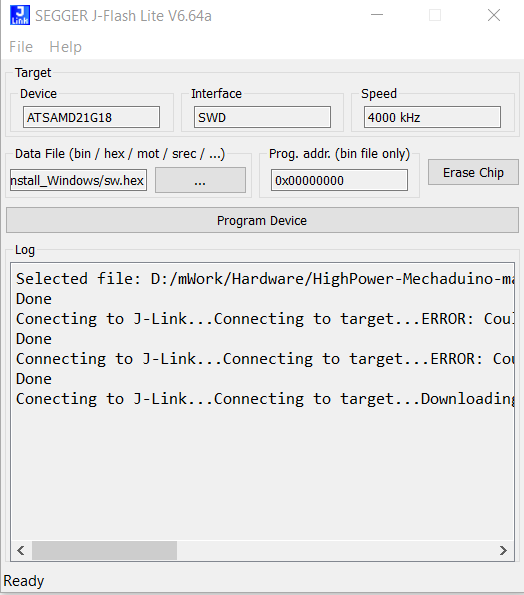 J Link SEGGER J-Flash Lite V6.64a
File Help
Target
Device Interface Speed
ATSAMD21G18 SWD 4000 kHz
Data File (bin / hex / mot / srec / ...) Prog. addr. (bin file only)
nstall_Windows/sw.hex ... 0x00000000 Erase Chip
Program Device
Log
Selected file: D:/mWork/Hardware/HighPower-Mechaduino-ma
Done
Conecting to J-Link...Connecting to target...ERROR: Coul
Done
Connecting to J-Link...Connecting to target...ERROR: Cou
Done
Conecting to J-Link...Connecting to target...Downloading
Ready